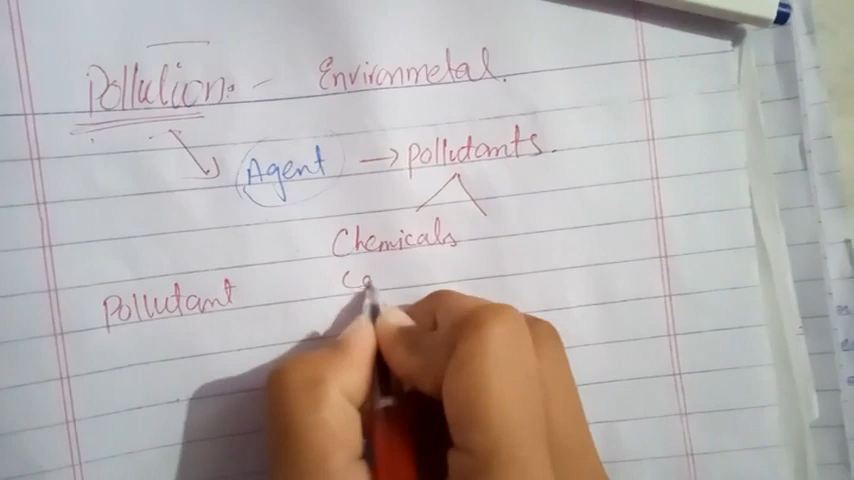 Pollution:- Environmetal.
Agent → pollutants.
Chemicals
Pollutant